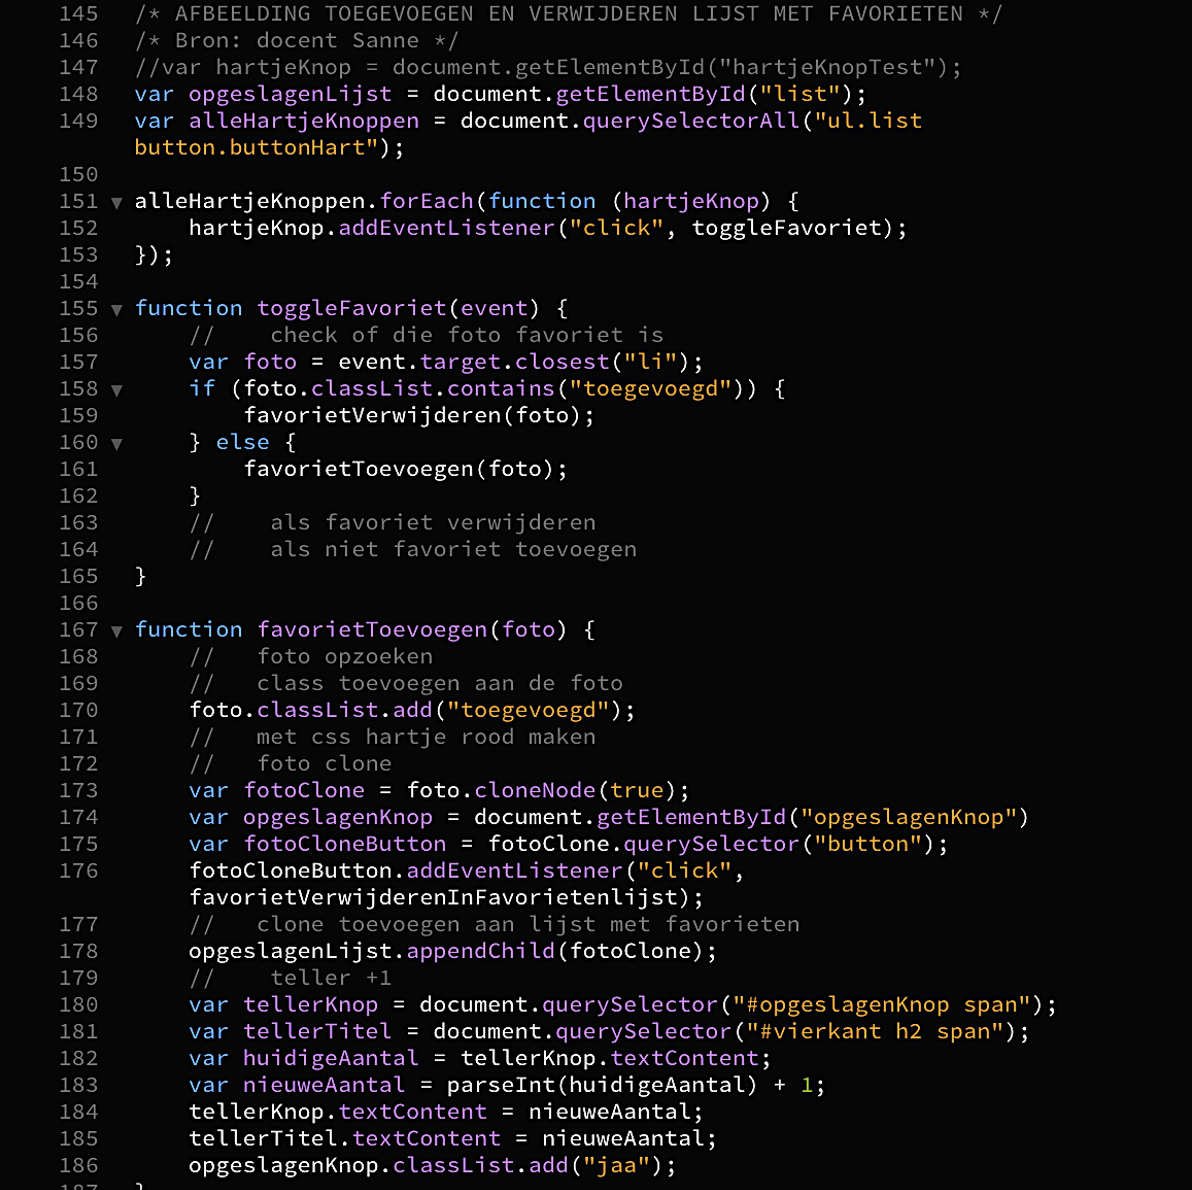 145 /* AFBEELDING TOEGEVOEGEN EN VERWIJDEREN LIJST MET FAVORIETEN */
146 /* Bron: docent Sanne */
147 //var hartjeKnop = document.getElementById("hartjeKnopTest");
148 var opgeslagenLijst = document.getElementById("list");
149 var alleHartjeKnoppen = document.querySelectorAll("ul.list
button.buttonHart");
150
151 ▼ alleHartjeKnoppen.forEach(function (hartjeKnop) {
152     hartjeKnop.addEventListener("click", toggleFavoriet);
153 });
154
155 ▼ function toggleFavoriet(event) {
156     //    check of die foto favoriet is
157     var foto = event.target.closest("li");
158 ▼     if (foto.classList.contains("toegevoegd")) {
159         favorietVerwijderen(foto);
160 ▼     } else {
161         favorietToevoegen(foto);
162     }
163     //    als favoriet verwijderen
164     //    als niet favoriet toevoegen
165 }
166
167 ▼ function favorietToevoegen(foto) {
168     //   foto opzoeken
169     //   class toevoegen aan de foto
170     foto.classList.add("toegevoegd");
171     //   met css hartje rood maken
172     //   foto clone
173     var fotoClone = foto.cloneNode(true);
174     var opgeslagenKnop = document.getElementById("opgeslagenKnop")
175     var fotoCloneButton = fotoClone.querySelector("button");
176     fotoCloneButton.addEventListener("click",
    favorietVerwijderenInFavorietenlijst);
177     //   clone toevoegen aan lijst met favorieten
178     opgeslagenLijst.appendChild(fotoClone);
179     //    teller +1
180     var tellerKnop = document.querySelector("#opgeslagenKnop span");
181     var tellerTitel = document.querySelector("#vierkant h2 span");
182     var huidigeAantal = tellerKnop.textContent;
183     var nieuweAantal = parseInt(huidigeAantal) + 1;
184     tellerKnop.textContent = nieuweAantal;
185     tellerTitel.textContent = nieuweAantal;
186     opgeslagenKnop.classList.add("jaa");